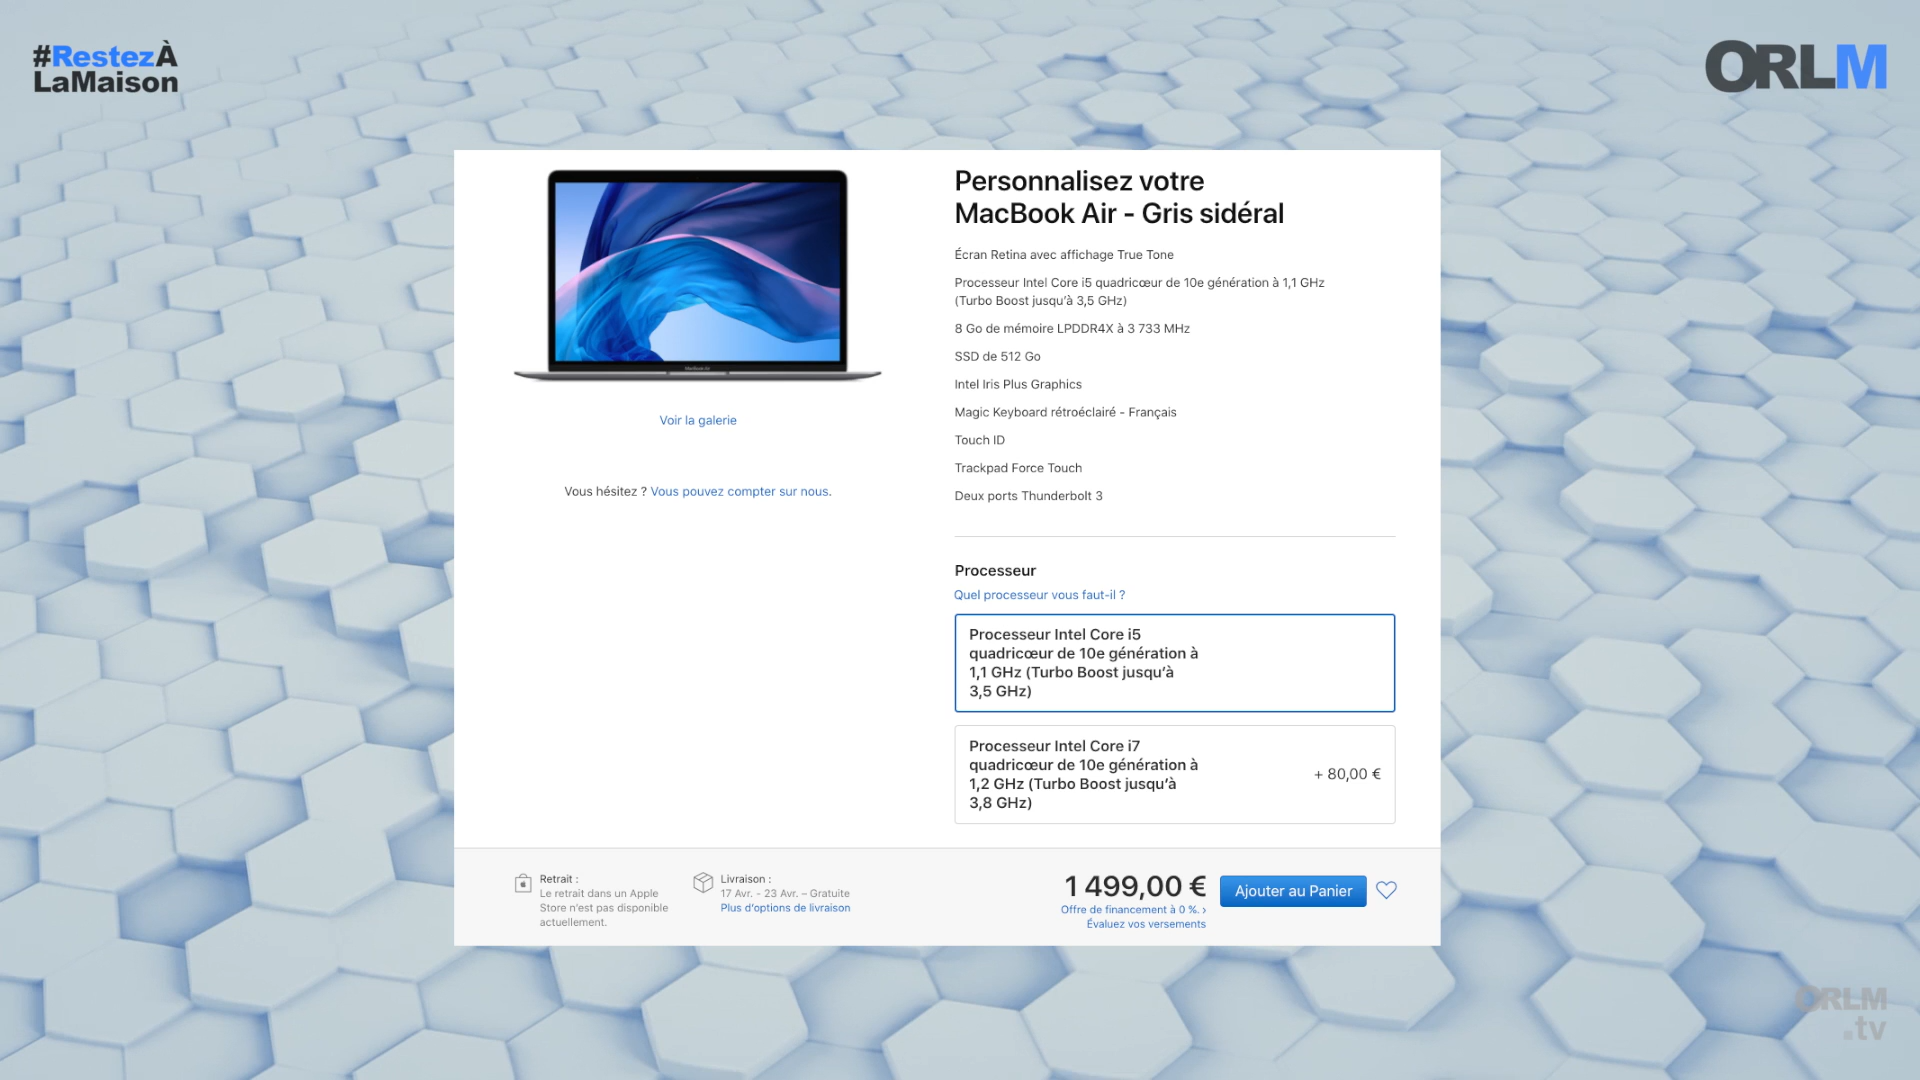 #RestezÀ
LaMaison
ORLM
Personnalisez votre
MacBook Air - Gris sidéral
Écran Retina avec affichage True Tone
Processeur Intel Core i5 quadricœur de 10e génération à 1,1 GHz
(Turbo Boost jusqu'à 3,5 GHz)
8 Go de mémoire LPDDR4X à 3 733 MHz
SSD de 512 Go
Intel Iris Plus Graphics
Magic Keyboard rétroéclairé - Français
Touch ID
Trackpad Force Touch
Deux ports Thunderbolt 3
MacBook Air
Voir la galerie
Vous hésitez ? Vous pouvez compter sur nous.
Processeur
Quel processeur vous faut-il ?
Processeur Intel Core i5
quadricœur de 10e génération à
1,1 GHz (Turbo Boost jusqu'à
3,5 GHz)
Processeur Intel Core i7
quadricœur de 10e génération à
1,2 GHz (Turbo Boost jusqu'à
3,8 GHz)
+ 80,00 €
Retrait :
Le retrait dans un Apple
Store n'est pas disponible
actuellement.
Livraison :
17 Avr. - 23 Avr. – Gratuite
Plus d'options de livraison
1 499,00 €
Offre de financement à 0 %. ›
Évaluez vos versements
Ajouter au Panier
ORLM
.tv